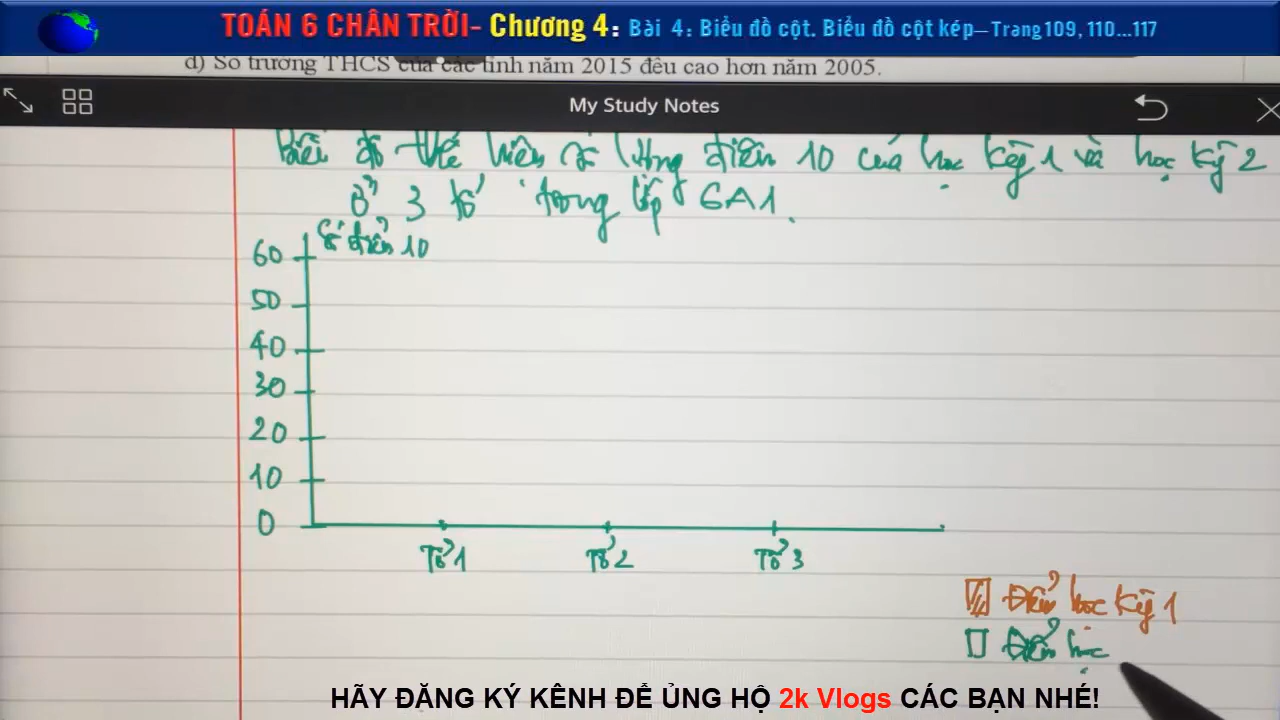 TOÁN 6 CHÂN TRỜI- Chương 4: Bài 4: Biểu đồ cột. Biểu đồ cột kép–Trang 109, 110...117
d) Số trường THCS của các tỉnh năm 2015 đều cao hơn năm 2005.
My Study Notes
Biểu đồ thể hiện số lượng điểm 10 của học kỳ 1 và học kỳ 2
ở 3 tổ trong lớp 6A1.
Số điểm 10
60
50
40
30
20
10
0
Tổ 1 Tổ 2 Tổ 3
Điểm học kỳ 1
Điểm học
HÃY ĐĂNG KÝ KÊNH ĐỂ ỦNG HỘ 2k Vlogs CÁC BẠN NHÉ!